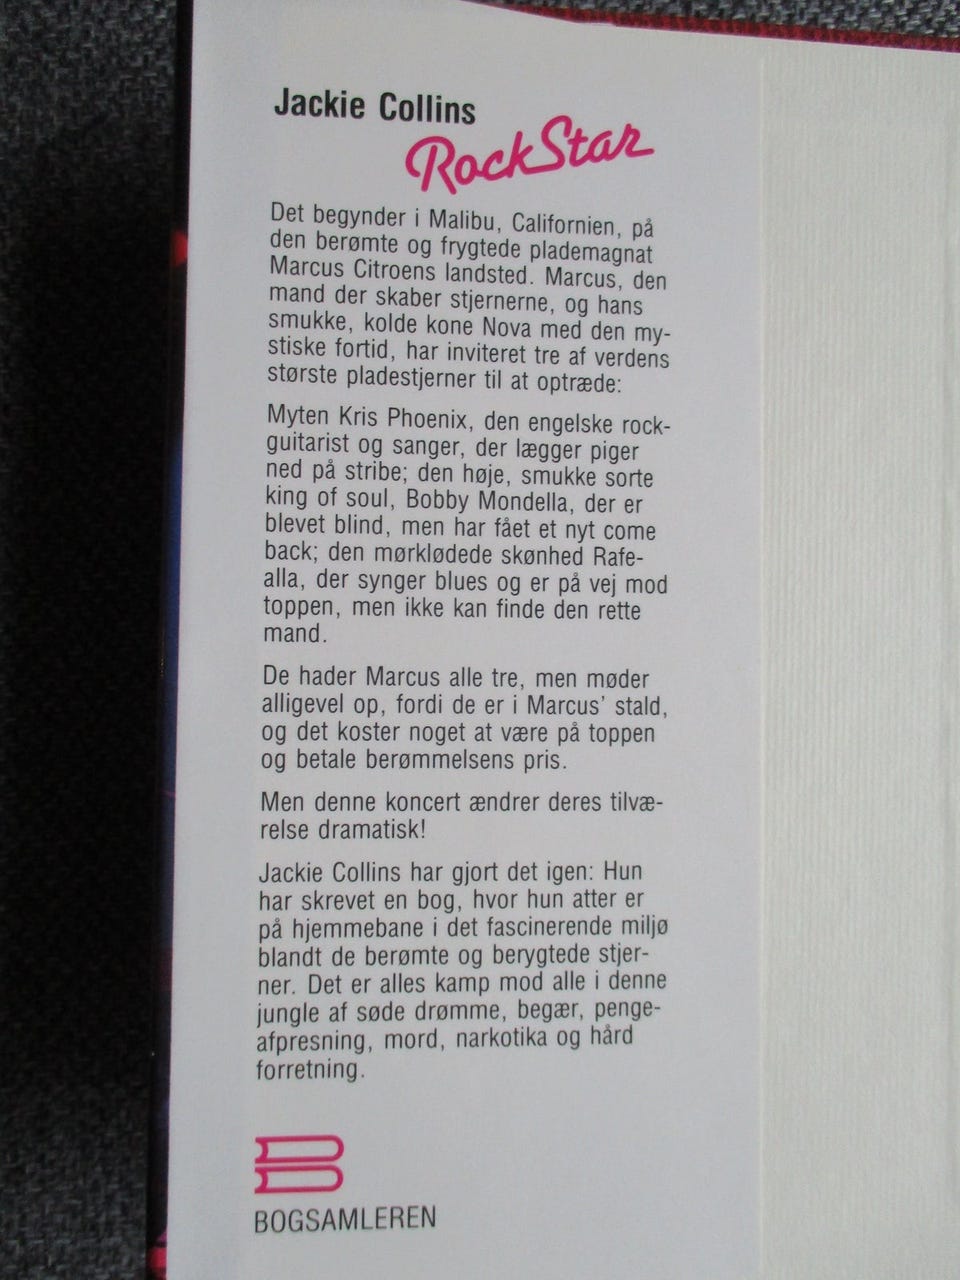 Jackie Collins
RockStar
Det begynder i Malibu, Californien, på
den berømte og frygtede plademagnat
Marcus Citroens landsted. Marcus, den
mand der skaber stjernerne, og hans
smukke, kolde kone Nova med den my-
stiske fortid, har inviteret tre af verdens
største pladestjerner til at optræde:
Myten Kris Phoenix, den engelske rock-
guitarist og sanger, der lægger piger
ned på stribe; den høje, smukke sorte
king of soul, Bobby Mondella, der er
blevet blind, men har fået et nyt come
back; den mørklødede skønhed Rafe-
alla, der synger blues og er på vej mod
toppen, men ikke kan finde den rette
mand.
De hader Marcus alle tre, men møder
alligevel op, fordi de er i Marcus’ stald,
og det koster noget at være på toppen
og betale berømmelsens pris.
Men denne koncert ændrer deres tilvæ-
relse dramatisk!
Jackie Collins har gjort det igen: Hun
har skrevet en bog, hvor hun atter er
på hjemmebane i det fascinerende miljø
blandt de berømte og berygtede stjer-
ner. Det er alles kamp mod alle i denne
jungle af søde drømme, begær, penge-
afpresning, mord, narkotika og hård
forretning.
BOGSAMLEREN